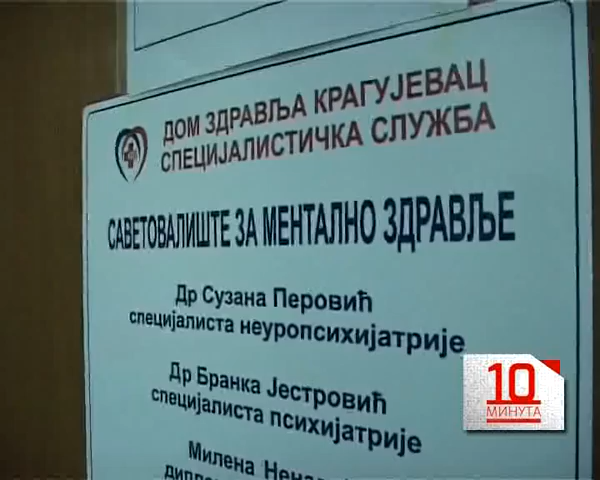 ДОМ ЗДРАВЉА КРАГУЈЕВАЦ
СПЕЦИЈАЛИСТИЧКА СЛУЖБА
САВЕТОВАЛИШТЕ ЗА МЕНТАЛНО ЗДРАВЉЕ
Др Сузана Перовић
специјалиста неуропсихијатрије
Др Бранка Јестровић
специјалиста психијатрије
Милена
10
МИНУТА